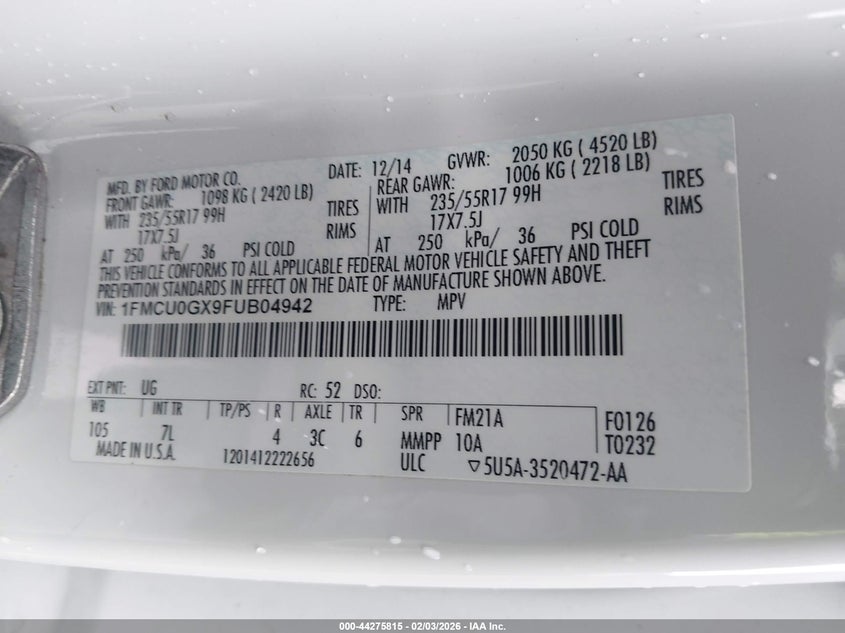 MFD. BY FORD MOTOR CO. DATE: 12/14 GVWR: 2050 KG ( 4520 LB)
FRONT GAWR: 1098 KG ( 2420 LB) REAR GAWR: 1006 KG ( 2218 LB)
WITH 235/55R17 99H TIRES WITH 235/55R17 99H TIRES
17X7.5J RIMS 17X7.5J RIMS
AT 250 kPa/ 36 PSI COLD AT 250 kPa/ 36 PSI COLD
THIS VEHICLE CONFORMS TO ALL APPLICABLE FEDERAL MOTOR VEHICLE SAFETY AND THEFT
PREVENTION STANDARDS IN EFFECT ON THE DATE OF MANUFACTURE SHOWN ABOVE.
VIN: 1FMCU0GX9FUB04942 TYPE: MPV
EXT PNT: UG RC: 52 DSO:
WB INT TR TP/PS R AXLE TR SPR FM21A F0126
105 7L 4 3C 6 MMPP 10A T0232
MADE IN U.S.A. 1201412222656 ULC ▽5U5A-3520472-AA
000-44275815 - 02/03/2026 - IAA Inc.